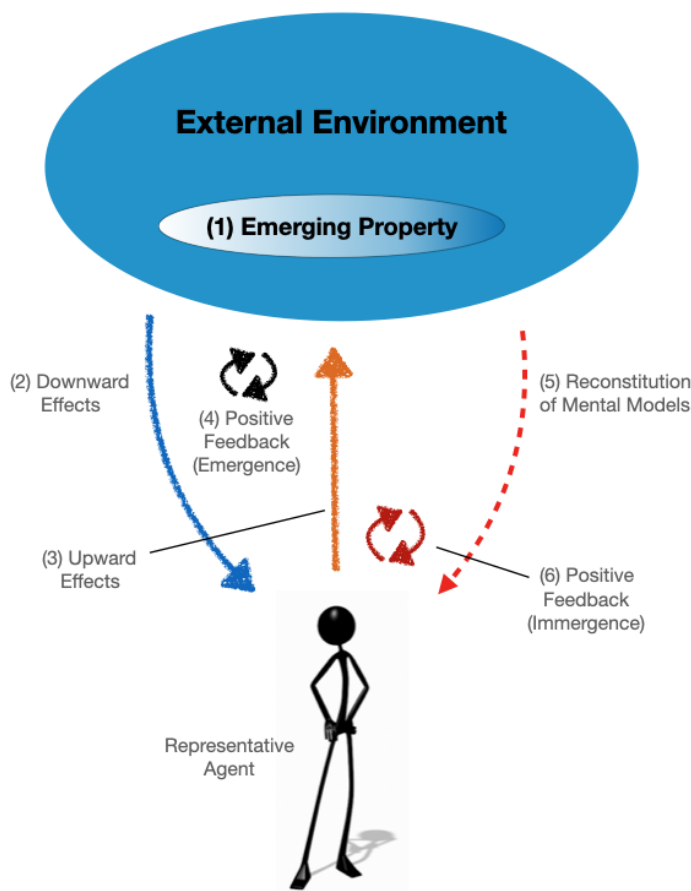 External Environment
(1) Emerging Property
(2) Downward
Effects
(4) Positive
Feedback
(Emergence)
(5) Reconstitution
of Mental Models
(3) Upward
Effects
(6) Positive
Feedback
(Immergence)
Representative
Agent